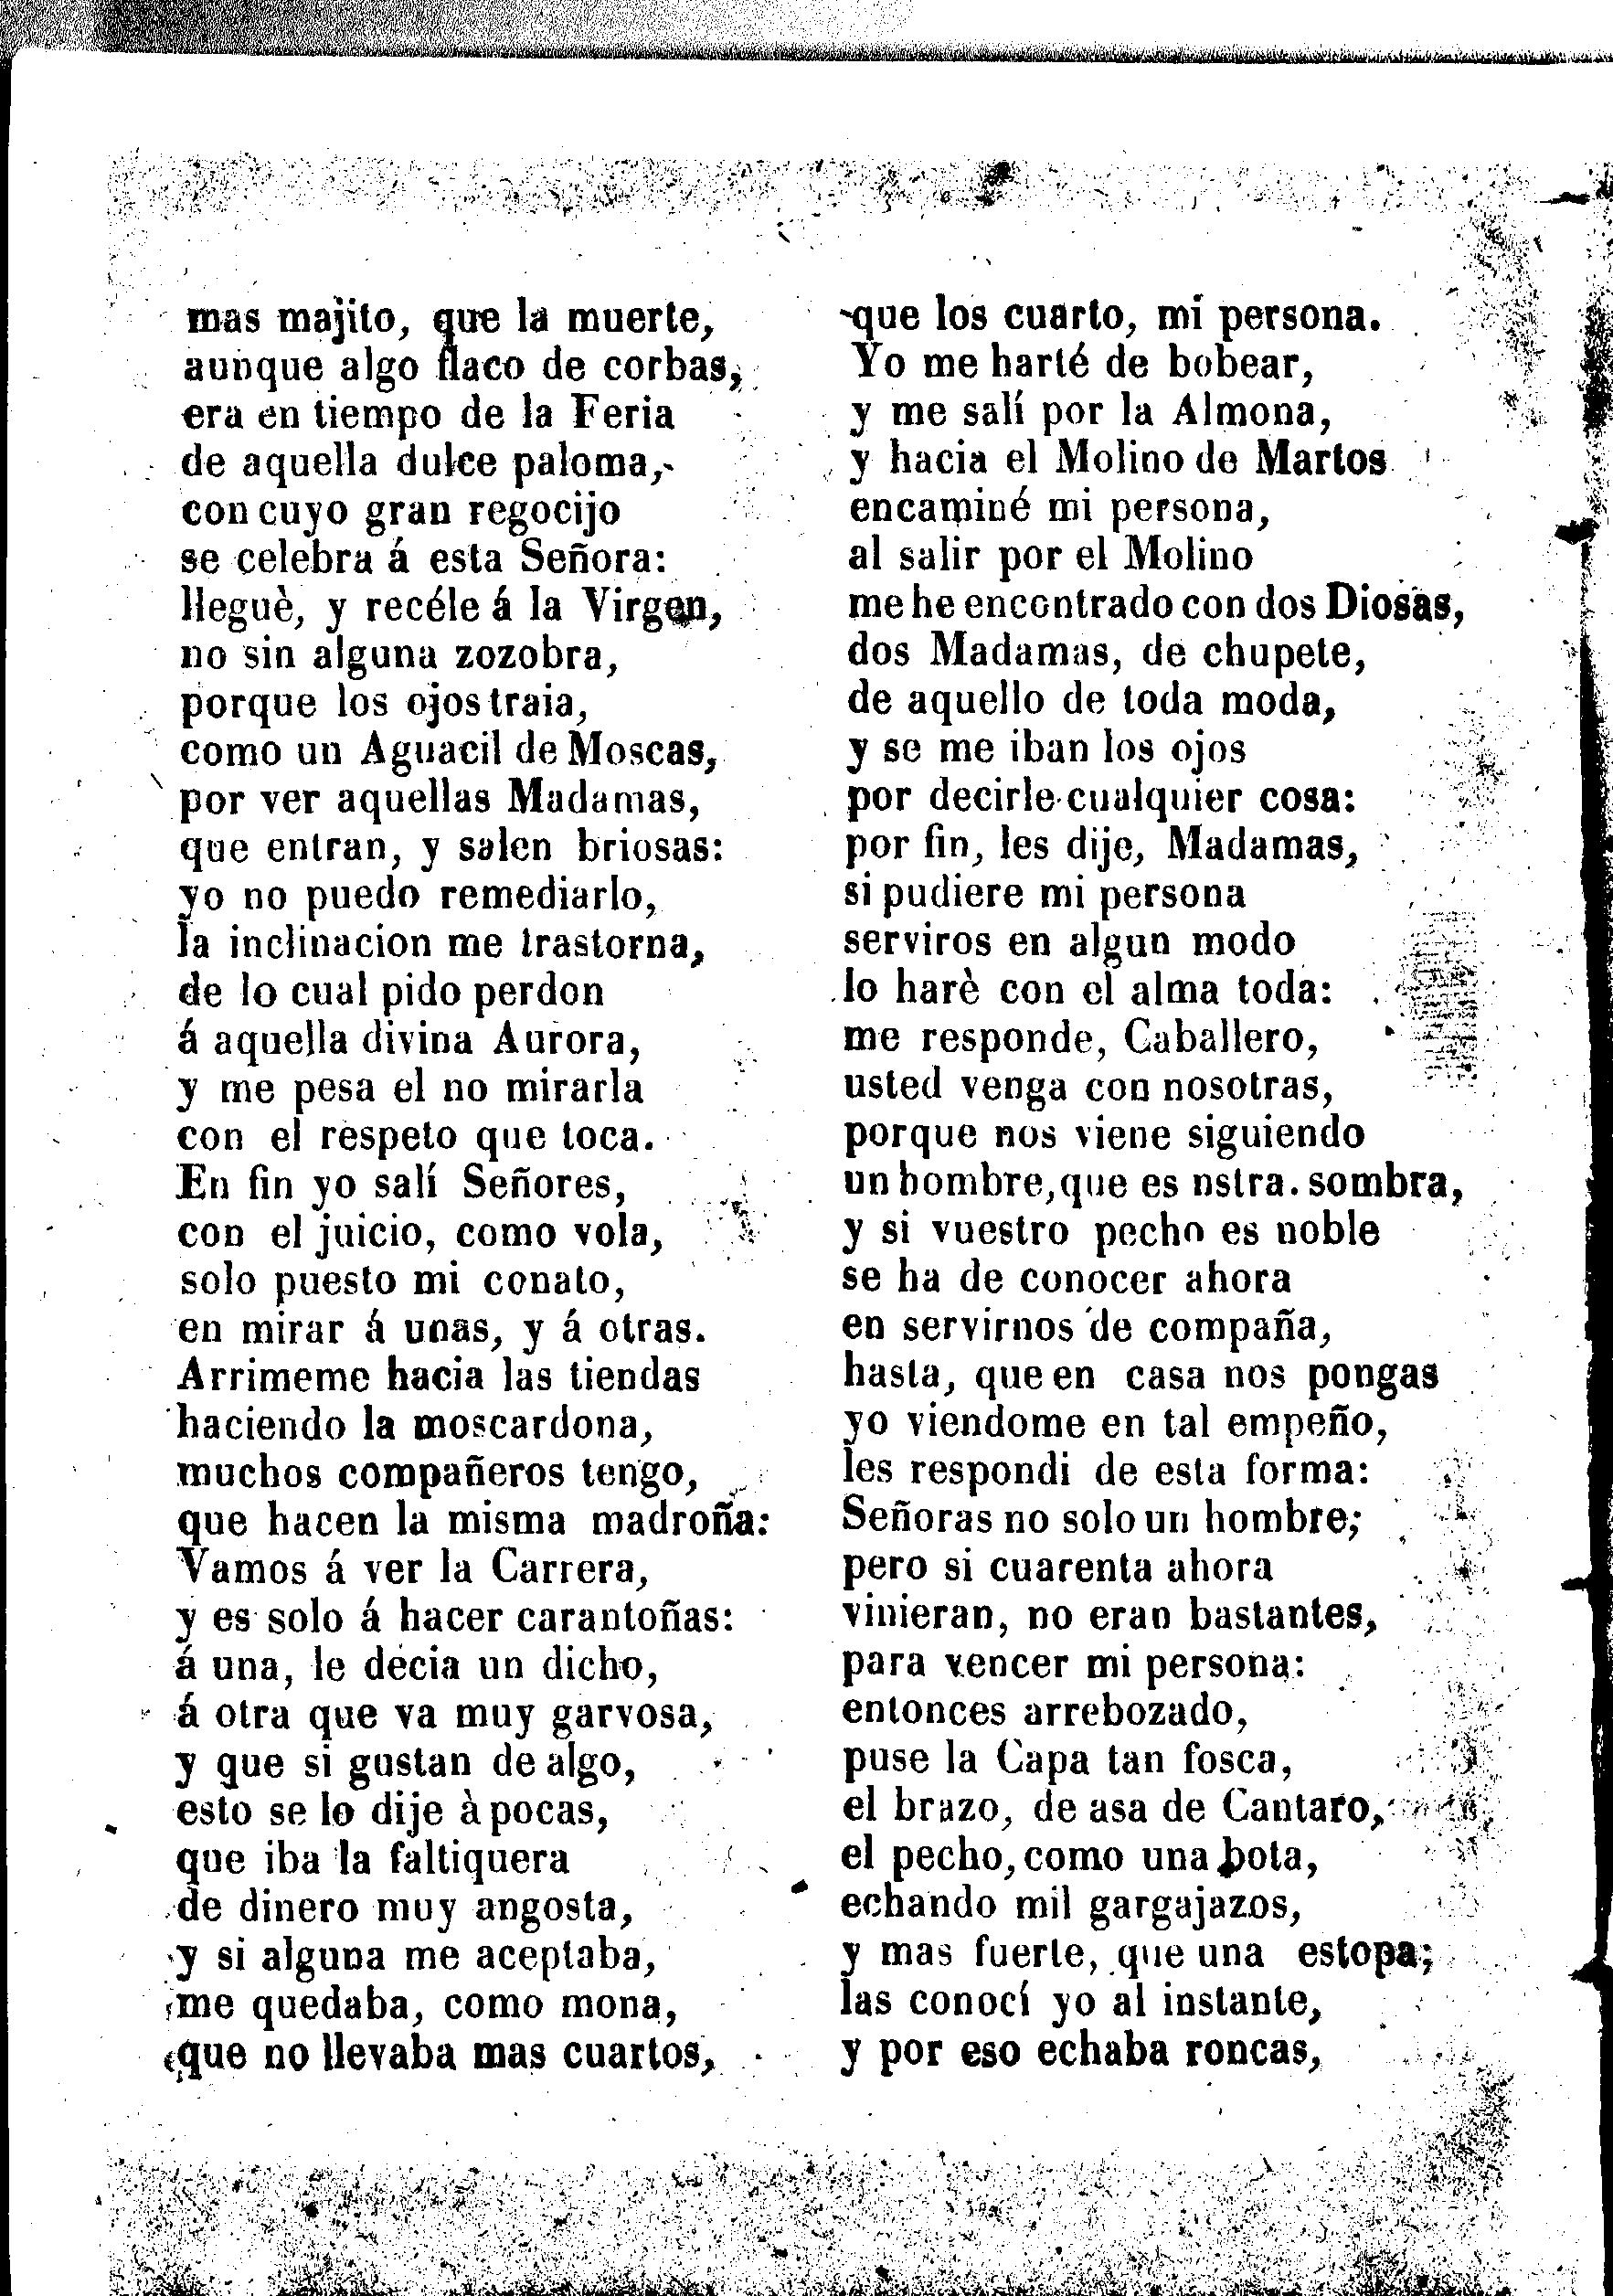 mas majito, que la muerte,
aunque algo flaco de corbas,
era en tiempo de la Feria
de aquella dulce paloma,
con cuyo gran regocijo
se celebra á esta Señora:
lleguè, y recéle á la Virgen,
no sin alguna zozobra,
porque los ojos traia,
como un Aguacil de Moscas,
por ver aquellas Madamas,
que entran, y salen briosas:
yo no puedo remediarlo,
la inclinacion me trastorna,
de lo cual pido perdon
á aquella divina Aurora,
y me pesa el no mirarla
con el respeto que toca.
En fin yo salí Señores,
con el juicio, como vola,
solo puesto mi conato,
en mirar á unas, y á otras.
Arrimeme hacia las tiendas
haciendo la moscardona,
muchos compañeros tengo,
que hacen la misma madroña:
Vamos á ver la Carrera,
y es solo á hacer carantoñas:
á una, le decia un dicho,
á otra que va muy garvosa,
y que si gustan de algo,
esto se lo dije à pocas,
que iba la faltiquera
de dinero muy angosta,
y si alguna me aceptaba,
me quedaba, como mona,
que no llevaba mas cuartos,
que los cuarto, mi persona.
Yo me harté de bobear,
y me salí por la Almona,
y hacia el Molino de Martos
encaminé mi persona,
al salir por el Molino
me he encontrado con dos Diosas,
dos Madamas, de chupete,
de aquello de toda moda,
y se me iban los ojos
por decirle cualquier cosa:
por fin, les dije, Madamas,
si pudiere mi persona
serviros en algun modo
lo harè con el alma toda:
me responde, Caballero,
usted venga con nosotras,
porque nos viene siguiendo
un hombre, que es nstra. sombra,
y si vuestro pecho es noble
se ha de conocer ahora
en servirnos de compaña,
hasta, que en casa nos pongas
yo viendome en tal empeño,
les respondi de esta forma:
Señoras no solo un hombre;
pero si cuarenta ahora
vinieran, no eran bastantes,
para vencer mi persona:
entonces arrebozado,
puse la Capa tan fosca,
el brazo, de asa de Cantaro,
el pecho, como una bota,
echando mil gargajazos,
y mas fuerte, que una estopa;
las conocí yo al instante,
y por eso echaba roncas,